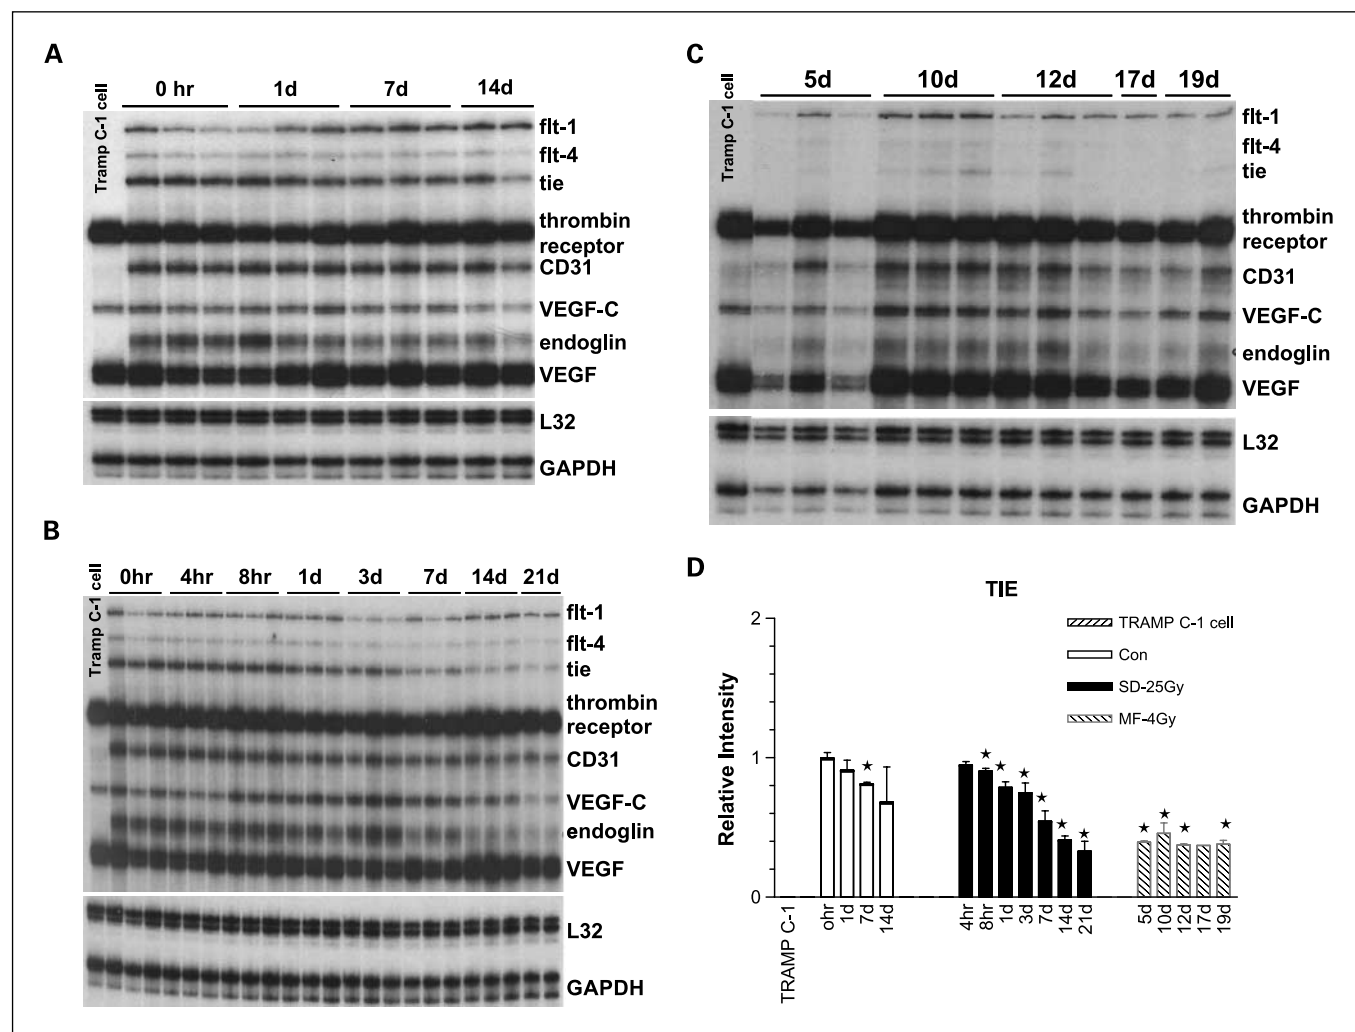 A
Tramp C-1 cell
0 hr 1d 7d 14d
flt-1
flt-4
tie
thrombin
receptor
CD31
VEGF-C
endoglin
VEGF
L32
GAPDH
B
Tramp C-1 cell
0hr 4hr 8hr 1d 3d 7d 14d 21d
flt-1
flt-4
tie
thrombin
receptor
CD31
VEGF-C
endoglin
VEGF
L32
GAPDH
C
Tramp C-1 cell
5d 10d 12d 17d 19d
flt-1
flt-4
tie
thrombin
receptor
CD31
VEGF-C
endoglin
VEGF
L32
GAPDH
D
TIE
TRAMP C-1 cell
Con
SD-25Gy
MF-4Gy
Relative Intensity
2
1
0
TRAMP C-1
ohr 1d 7d 14d
4hr 8hr 1d 3d 7d 14d 21d
5d 10d 12d 17d 19d